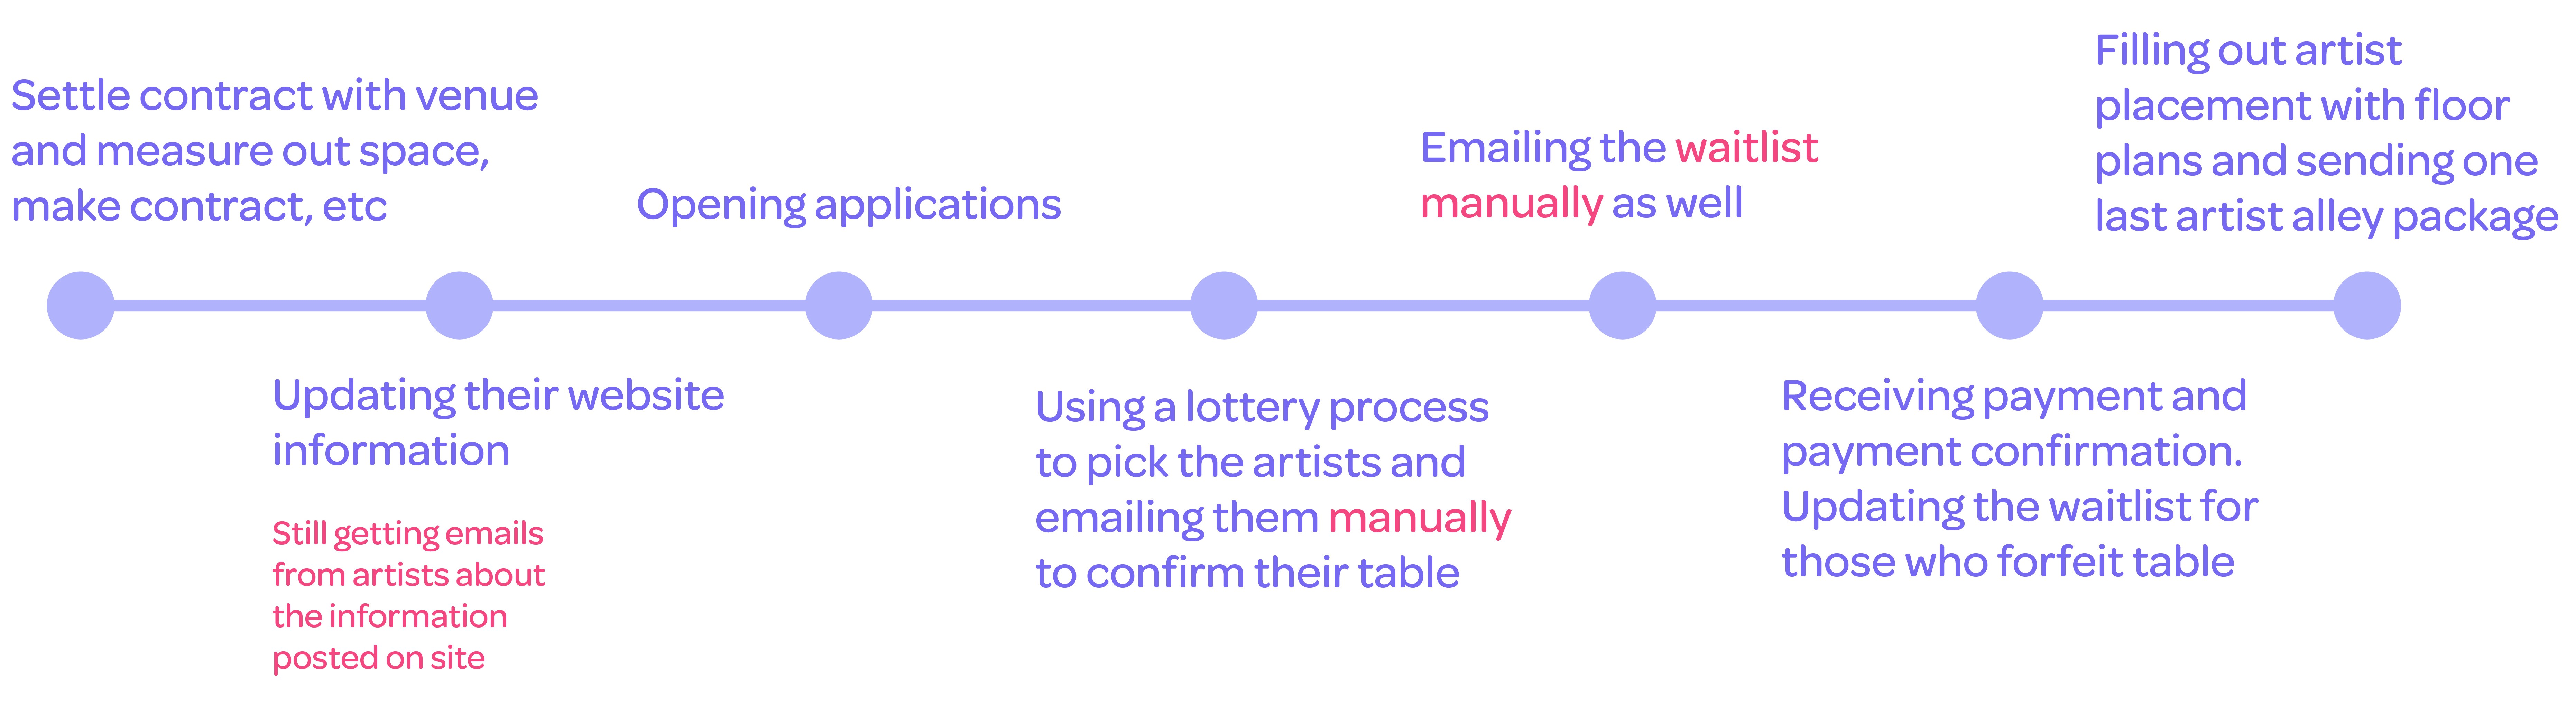 Settle contract with venue
and measure out space,
make contract, etc
Updating their website
information
Still getting emails
from artists about
the information
posted on site
Opening applications
Using a lottery process
to pick the artists and
emailing them manually
to confirm their table
Emailing the waitlist
manually as well
Receiving payment and
payment confirmation.
Updating the waitlist for
those who forfeit table
Filling out artist
placement with floor
plans and sending one
last artist alley package